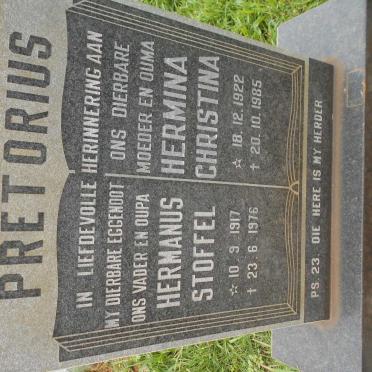 PRETORIUS
IN LIEFDEVOLLE HERINNERING AAN
MY DIERBARE EGGENOOT
ONS VADER EN OUPA
HERMANUS
STOFFEL
☆ 10. 3. 1917
† 23. 6. 1976
ONS DIERBARE
MOEDER EN OUMA
HERMINA
CHRISTINA
☆ 18. 12. 1922
† 20. 10. 1985
PS. 23. DIE HERE IS MY HERDER